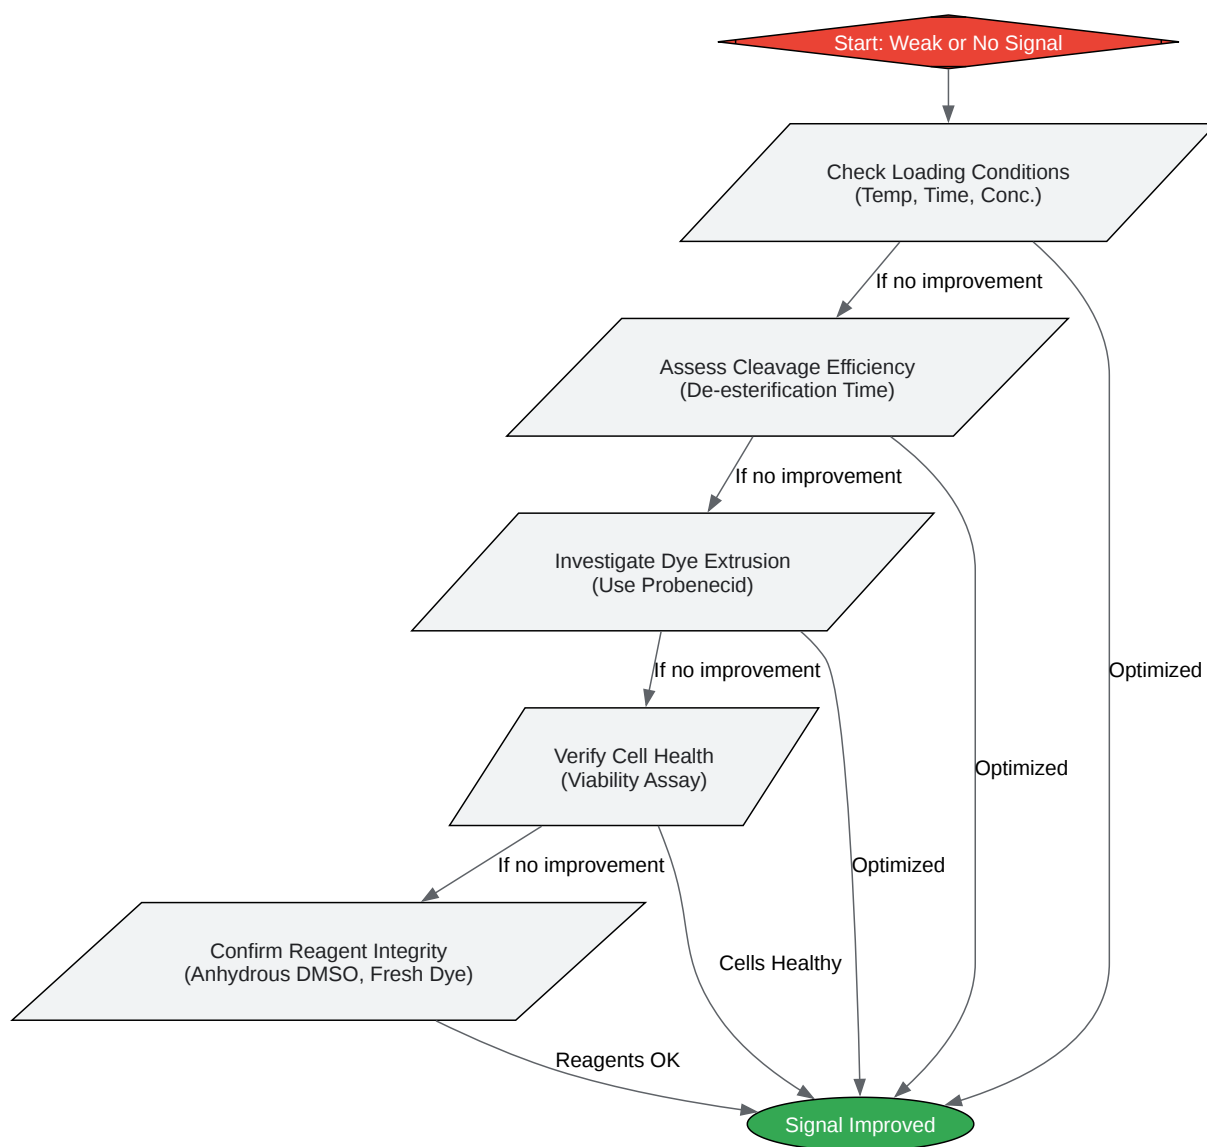 Start: Weak or No Signal
Check Loading Conditions
(Temp, Time, Conc.)
If no improvement
Assess Cleavage Efficiency
(De-esterification Time)
If no improvement
Investigate Dye Extrusion
(Use Probenecid)
If no improvement
Optimized
Verify Cell Health
(Viability Assay)
Optimized
If no improvement
Optimized
Confirm Reagent Integrity
(Anhydrous DMSO, Fresh Dye)
Cells Healthy
Reagents OK
Signal Improved